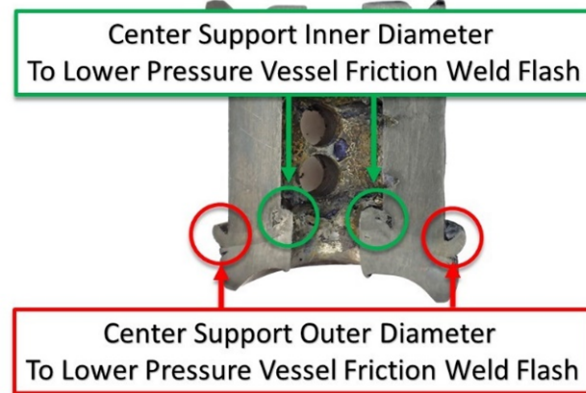 Center Support Inner Diameter
To Lower Pressure Vessel Friction Weld Flash
Center Support Outer Diameter
To Lower Pressure Vessel Friction Weld Flash